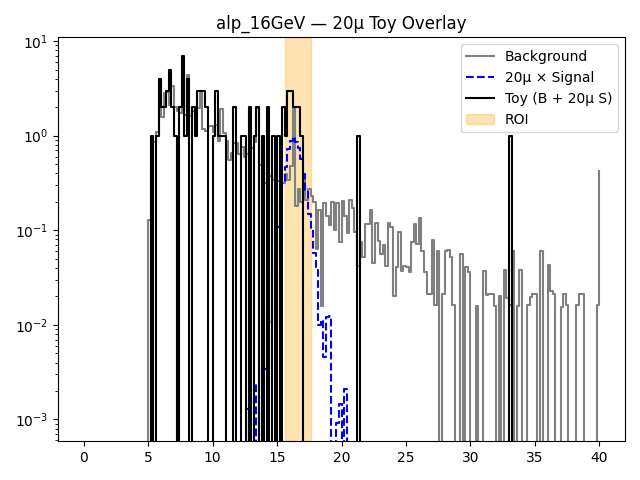 alp_16GeV — 20μ Toy Overlay
Background
20μ × Signal
Toy (B + 20μ S)
ROI
10¹
10⁰
10⁻¹
10⁻²
10⁻³
0 5 10 15 20 25 30 35 40